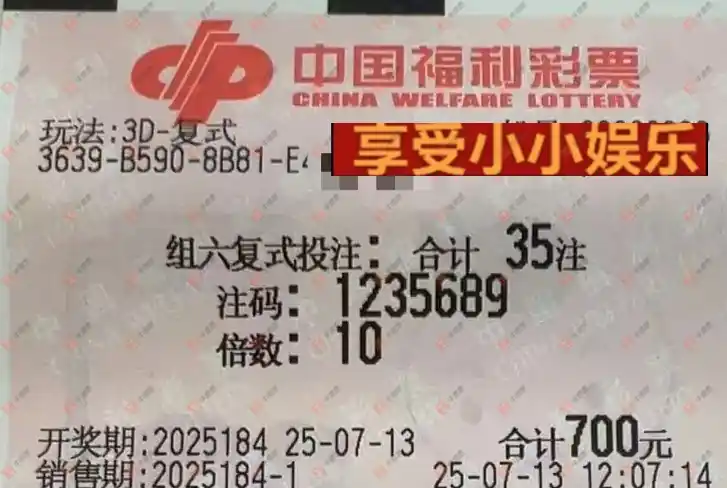 中国福利彩票
CHINA WELFARE LOTTERY
玩法:3D-复式
3639-B590-8B81-E4
享受小小娱乐
组六复式投注: 合计 35注
注码: 1235689
倍数: 10
开奖期:2025184 25-07-13 合计700元
销售期:2025184-1 25-07-13 12:07:14